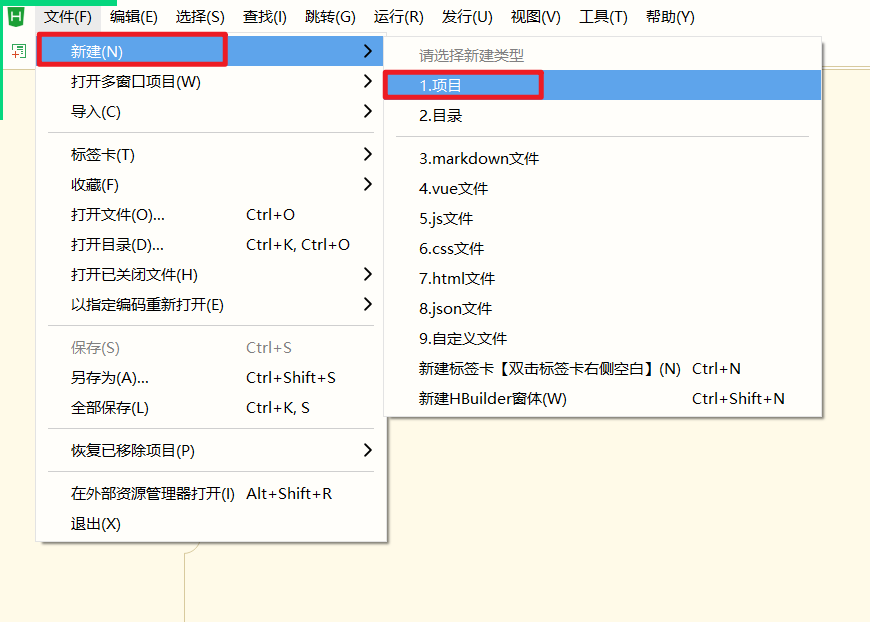 H 文件(F) 编辑(E) 选择(S) 查找(I) 跳转(G) 运行(R) 发行(U) 视图(V) 工具(T) 帮助(Y)
新建(N)
打开多窗口项目(W)
导入(C)
标签卡(T)
收藏(F)
打开文件(O)... Ctrl+O
打开目录(D)... Ctrl+K, Ctrl+O
打开已关闭文件(H)
以指定编码重新打开(E)
保存(S) Ctrl+S
另存为(A)... Ctrl+Shift+S
全部保存(L) Ctrl+K, S
恢复已移除项目(P)
在外部资源管理器打开(I) Alt+Shift+R
退出(X)
请选择新建类型
1.项目
2.目录
3.markdown文件
4.vue文件
5.js文件
6.css文件
7.html文件
8.json文件
9.自定义文件
新建标签卡【双击标签卡右侧空白】(N) Ctrl+N
新建HBuilder窗体(W) Ctrl+Shift+N